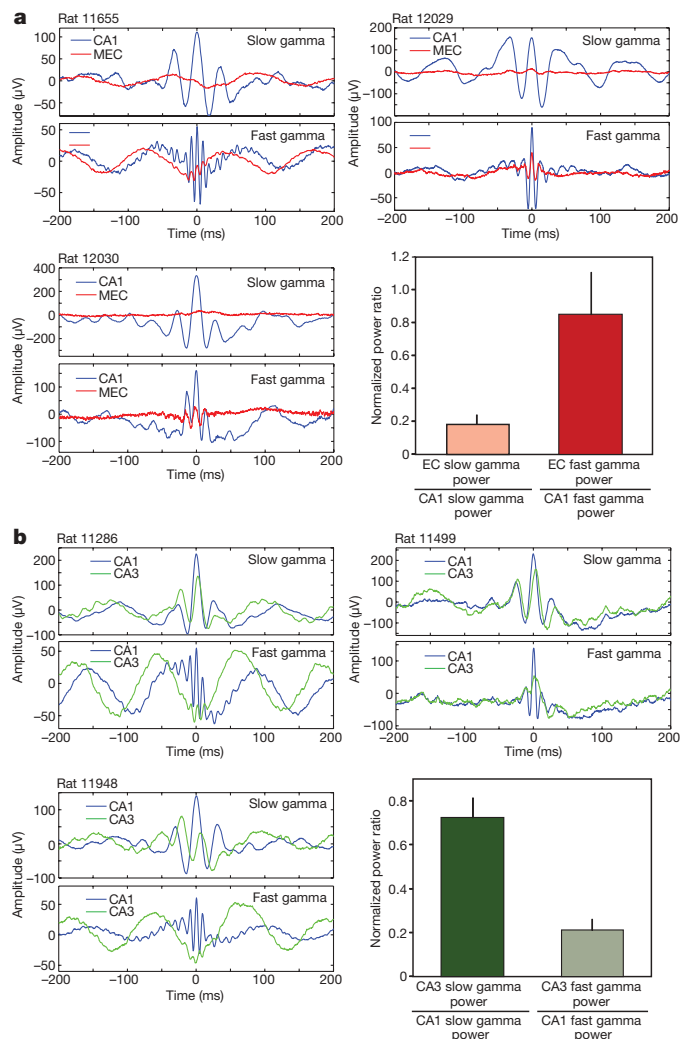 a
Rat 11655
CA1
MEC
Slow gamma
100
50
0
−50
Amplitude (µV)
Fast gamma
50
0
−50
−200 −100 0 100 200
Time (ms)
Rat 12029
CA1
MEC
Slow gamma
200
100
0
−100
Fast gamma
100
50
0
−50
−200 −100 0 100 200
Time (ms)
Rat 12030
CA1
MEC
Slow gamma
400
200
0
−200
Amplitude (µV)
CA1
MEC
Fast gamma
100
0
−100
−200 −100 0 100 200
Time (ms)
Normalized power ratio
1.2
1.0
0.8
0.6
0.4
0.2
0
EC slow gamma
power
CA1 slow gamma
power
EC fast gamma
power
CA1 fast gamma
power
b
Rat 11286
CA1
CA3
Slow gamma
200
100
0
−100
Amplitude (µV)
CA1
CA3
Fast gamma
50
0
−50
−200 −100 0 100 200
Time (ms)
Rat 11499
CA1
CA3
Slow gamma
200
100
0
−100
CA1
CA3
Fast gamma
100
0
−100
−200 −100 0 100 200
Time (ms)
Rat 11948
CA1
CA3
Slow gamma
100
0
−100
Amplitude (µV)
CA1
CA3
Fast gamma
50
0
−50
−200 −100 0 100 200
Time (ms)
Normalized power ratio
0.8
0.6
0.4
0.2
0
CA3 slow gamma
power
CA1 slow gamma
power
CA3 fast gamma
power
CA1 fast gamma
power